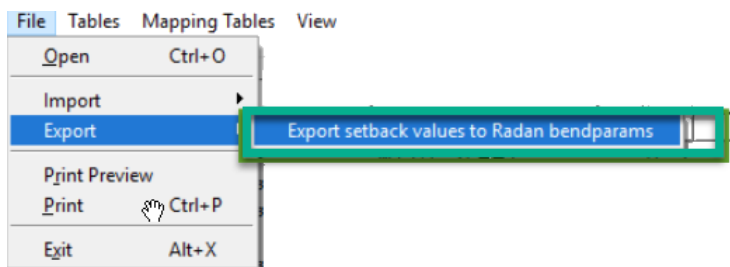 File Tables Mapping Tables View
Open Ctrl+O
Import
Export Export setback values to Radan bendparams
Print Preview
Print Ctrl+P
Exit Alt+X